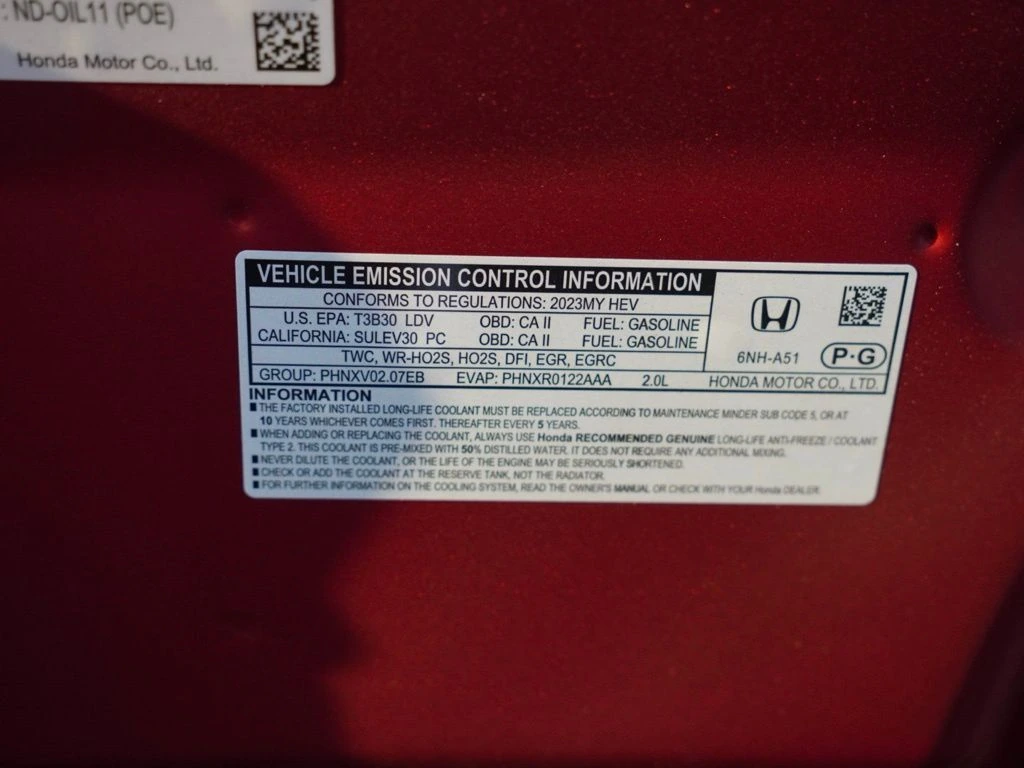 : ND-OIL11 (POE)
Honda Motor Co., Ltd.
VEHICLE EMISSION CONTROL INFORMATION
CONFORMS TO REGULATIONS: 2023MY HEV
U.S. EPA: T3B30 LDV OBD: CA II FUEL: GASOLINE
CALIFORNIA: SULEV30 PC OBD: CA II FUEL: GASOLINE
TWC, WR-HO2S, HO2S, DFI, EGR, EGRC
6NH-A51 P·G
GROUP: PHNXV02.07EB EVAP: PHNXR0122AAA 2.0L HONDA MOTOR CO., LTD.
INFORMATION
■ THE FACTORY INSTALLED LONG-LIFE COOLANT MUST BE REPLACED ACCORDING TO MAINTENANCE MINDER SUB CODE 5, OR AT
10 YEARS WHICHEVER COMES FIRST. THEREAFTER EVERY 5 YEARS.
■ WHEN ADDING OR REPLACING THE COOLANT, ALWAYS USE Honda RECOMMENDED GENUINE LONG-LIFE ANTI-FREEZE / COOLANT
TYPE 2. THIS COOLANT IS PRE-MIXED WITH 50% DISTILLED WATER. IT DOES NOT REQUIRE ANY ADDITIONAL MIXING.
■ NEVER DILUTE THE COOLANT, OR THE LIFE OF THE ENGINE MAY BE SERIOUSLY SHORTENED.
■ CHECK OR ADD THE COOLANT AT THE RESERVE TANK, NOT THE RADIATOR.
■ FOR FURTHER INFORMATION ON THE COOLING SYSTEM, READ THE OWNER'S MANUAL OR CHECK WITH YOUR Honda DEALER.